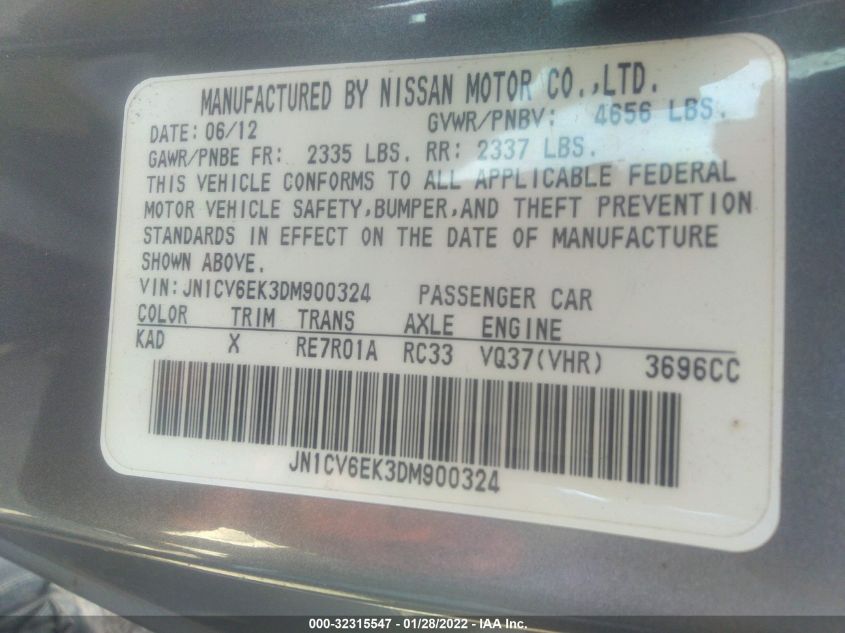 MANUFACTURED BY NISSAN MOTOR CO.,LTD.
DATE: 06/12 GVWR/PNBV: 4656 LBS.
GAWR/PNBE FR: 2335 LBS. RR: 2337 LBS.
THIS VEHICLE CONFORMS TO ALL APPLICABLE FEDERAL
MOTOR VEHICLE SAFETY,BUMPER,AND THEFT PREVENTION
STANDARDS IN EFFECT ON THE DATE OF MANUFACTURE
SHOWN ABOVE.
VIN: JN1CV6EK3DM900324 PASSENGER CAR
COLOR TRIM TRANS AXLE ENGINE
KAD X RE7R01A RC33 VQ37(VHR) 3696CC
JN1CV6EK3DM900324
000-32315547 - 01/28/2022 - IAA Inc.